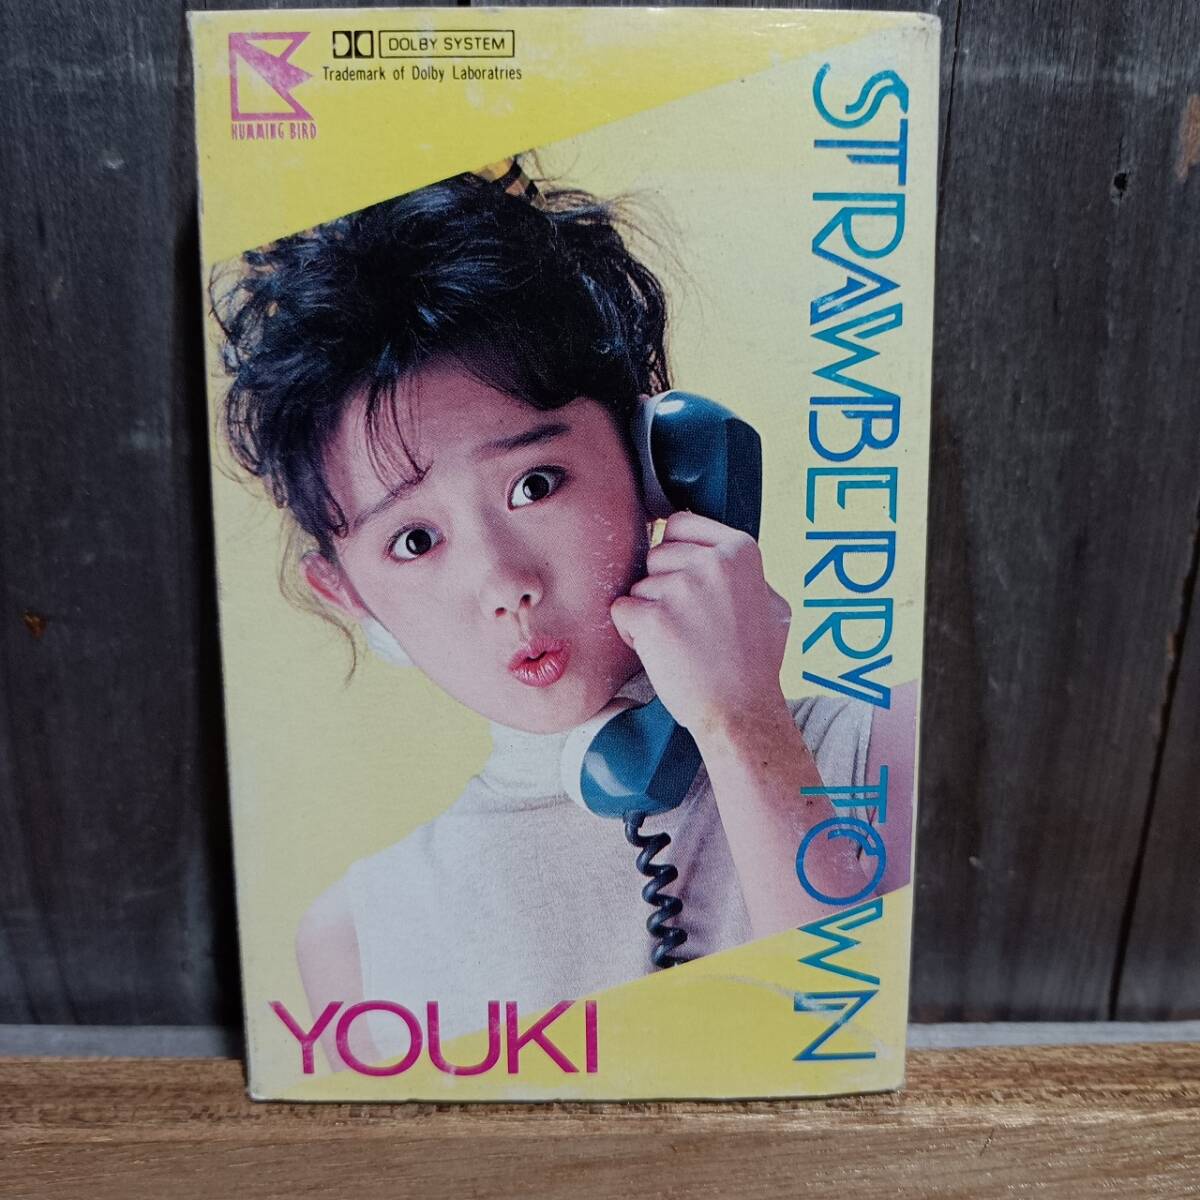 HUMMING BIRD
DOLBY SYSTEM
Trademark of Dolby Laboratries
STRAWBERRY TOWN
YOUKI